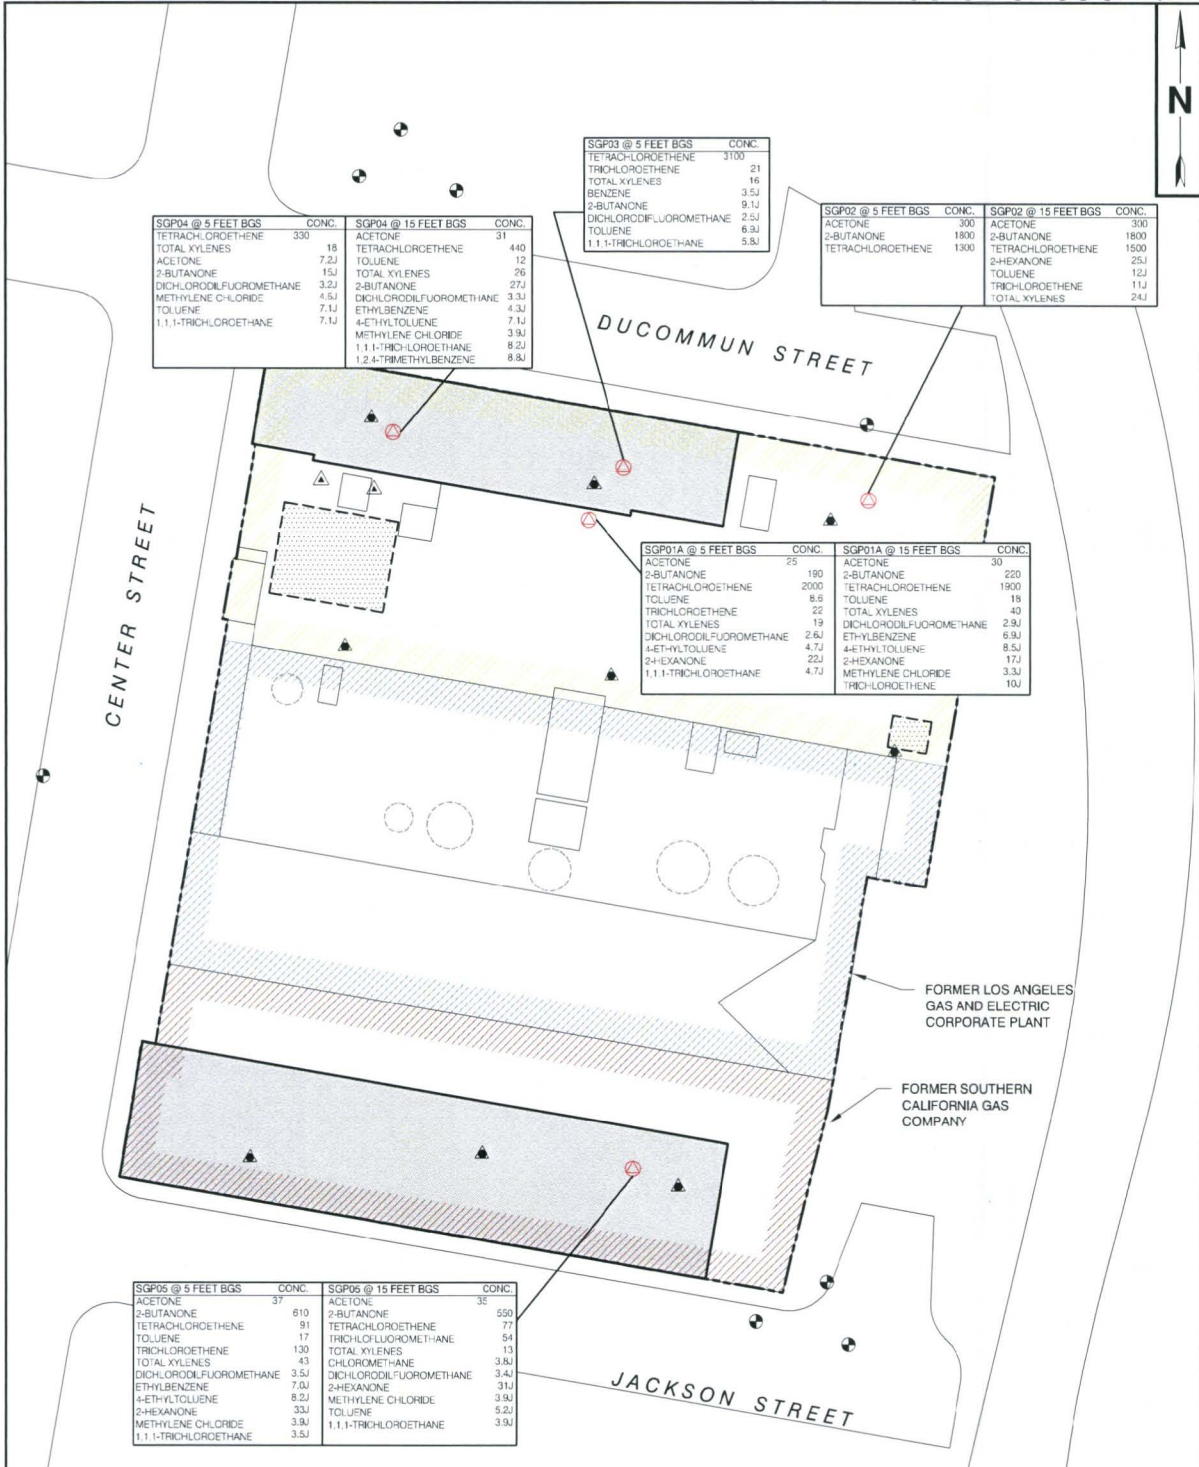 N
SGP03 @ 5 FEET BGS CONC.
TETRACHLOROETHENE 3100
TRICHLOROETHENE 21
TOTAL XYLENES 16
BENZENE 3.5J
2-BUTANONE 9.1J
DICHLORODIFLUOROMETHANE 2.5J
TOLUENE 6.9J
1,1,1-TRICHLOROETHANE 5.8J
SGP04 @ 5 FEET BGS CONC.
TETRACHLOROETHENE 330
TOTAL XYLENES 18
ACETONE 7.2J
2-BUTANONE 15J
DICHLORODILFUOROMETHANE 3.2J
METHYLENE CHLORIDE 4.5J
TOLUENE 7.1J
1,1,1-TRICHLOROETHANE 7.1J
SGP04 @ 15 FEET BGS CONC.
ACETONE 31
TETRACHLOROETHENE 440
TOLUENE 12
TOTAL XYLENES 26
2-BUTANONE 27J
DICHLORODILFUOROMETHANE 3.3J
ETHYLBENZENE 4.3J
4-ETHYLTOLUENE 7.1J
METHYLENE CHLORIDE 3.9J
1,1,1-TRICHLOROETHANE 8.2J
1,2,4-TRIMETHYLBENZENE 8.8J
SGP02 @ 5 FEET BGS CONC.
ACETONE 300
2-BUTANONE 1800
TETRACHLOROETHENE 1300
SGP02 @ 15 FEET BGS CONC.
ACETONE 300
2-BUTANONE 1800
TETRACHLOROETHENE 1500
2-HEXANONE 25J
TOLUENE 12J
TRICHLOROETHENE 11J
TOTAL XYLENES 24J
DUCOMMUN STREET
CENTER STREET
SGP01A @ 5 FEET BGS CONC.
ACETONE 25
2-BUTANONE 190
TETRACHLOROETHENE 2000
TOLUENE 8.6
TRICHLOROETHENE 22
TOTAL XYLENES 19
DICHLORODILFUOROMETHANE 2.6J
4-ETHYLTOLUENE 4.7J
2-HEXANONE 22J
1,1,1-TRICHLOROETHANE 4.7J
SGP01A @ 15 FEET BGS CONC.
ACETONE 30
2-BUTANONE 220
TETRACHLOROETHENE 1900
TOLUENE 18
TOTAL XYLENES 40
DICHLORODILFUOROMETHANE 2.9J
ETHYLBENZENE 6.9J
4-ETHYLTOLUENE 8.5J
2-HEXANONE 17J
METHYLENE CHLORIDE 3.3J
TRICHLOROETHENE 10J
FORMER LOS ANGELES
GAS AND ELECTRIC
CORPORATE PLANT
FORMER SOUTHERN
CALIFORNIA GAS
COMPANY
SGP05 @ 5 FEET BGS CONC.
ACETONE 37
2-BUTANONE 610
TETRACHLOROETHENE 91
TOLUENE 17
TRICHLOROETHENE 130
TOTAL XYLENES 43
DICHLORODILFUOROMETHANE 3.5J
ETHYLBENZENE 7.0J
4-ETHYLTOLUENE 8.2J
2-HEXANONE 33J
METHYLENE CHLORIDE 3.9J
1,1,1-TRICHLOROETHANE 3.5J
SGP05 @ 15 FEET BGS CONC.
ACETONE 35
2-BUTANONE 550
TETRACHLOROETHENE 77
TRICHLOFLUOROMETHANE 54
TOTAL XYLENES 13
CHLOROMETHANE 3.8J
DICHLORODILFUOROMETHANE 3.4J
2-HEXANONE 31J
METHYLENE CHLORIDE 3.9J
TOLUENE 5.2J
1,1,1-TRICHLOROETHANE 3.9J
JACKSON STREET